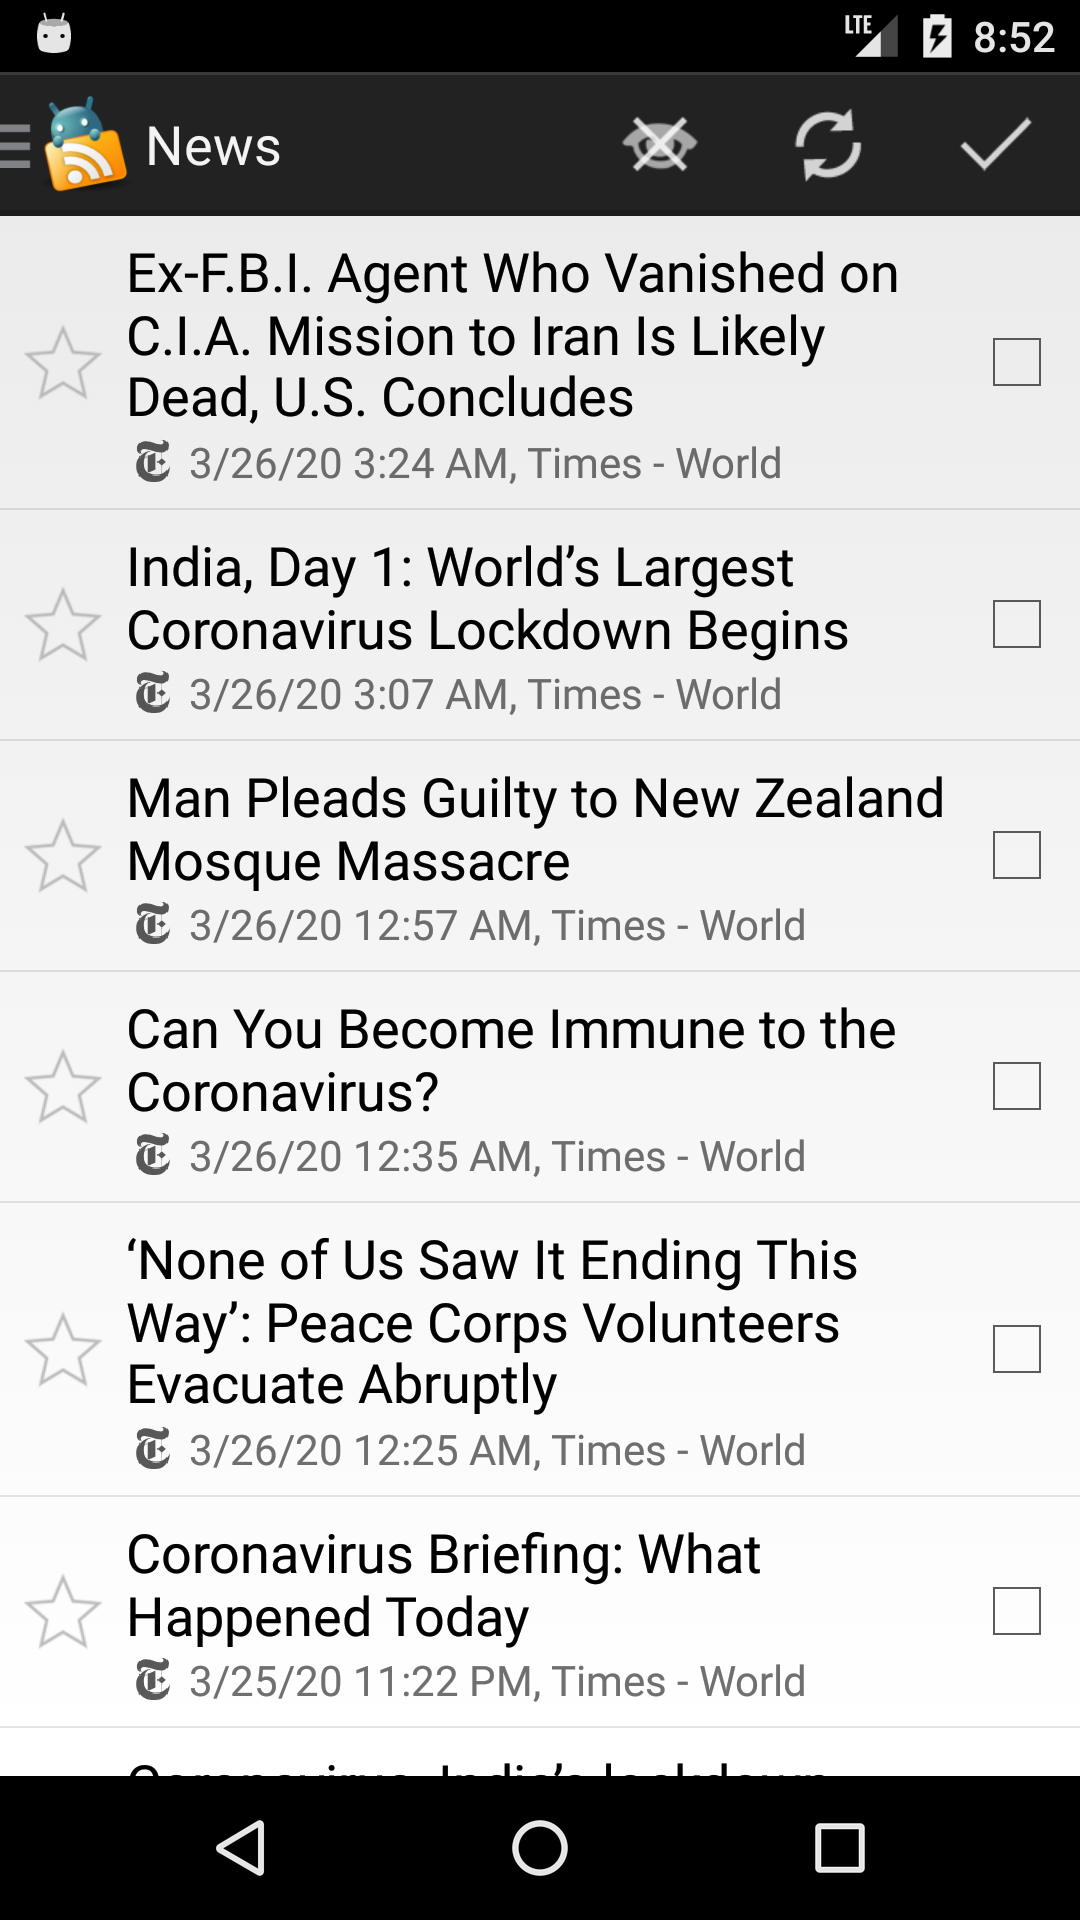 LTE 8:52
News
Ex-F.B.I. Agent Who Vanished on
C.I.A. Mission to Iran Is Likely
Dead, U.S. Concludes
3/26/20 3:24 AM, Times - World
India, Day 1: World’s Largest
Coronavirus Lockdown Begins
3/26/20 3:07 AM, Times - World
Man Pleads Guilty to New Zealand
Mosque Massacre
3/26/20 12:57 AM, Times - World
Can You Become Immune to the
Coronavirus?
3/26/20 12:35 AM, Times - World
‘None of Us Saw It Ending This
Way’: Peace Corps Volunteers
Evacuate Abruptly
3/26/20 12:25 AM, Times - World
Coronavirus Briefing: What
Happened Today
3/25/20 11:22 PM, Times - World
Coronavirus, India’s lockdown